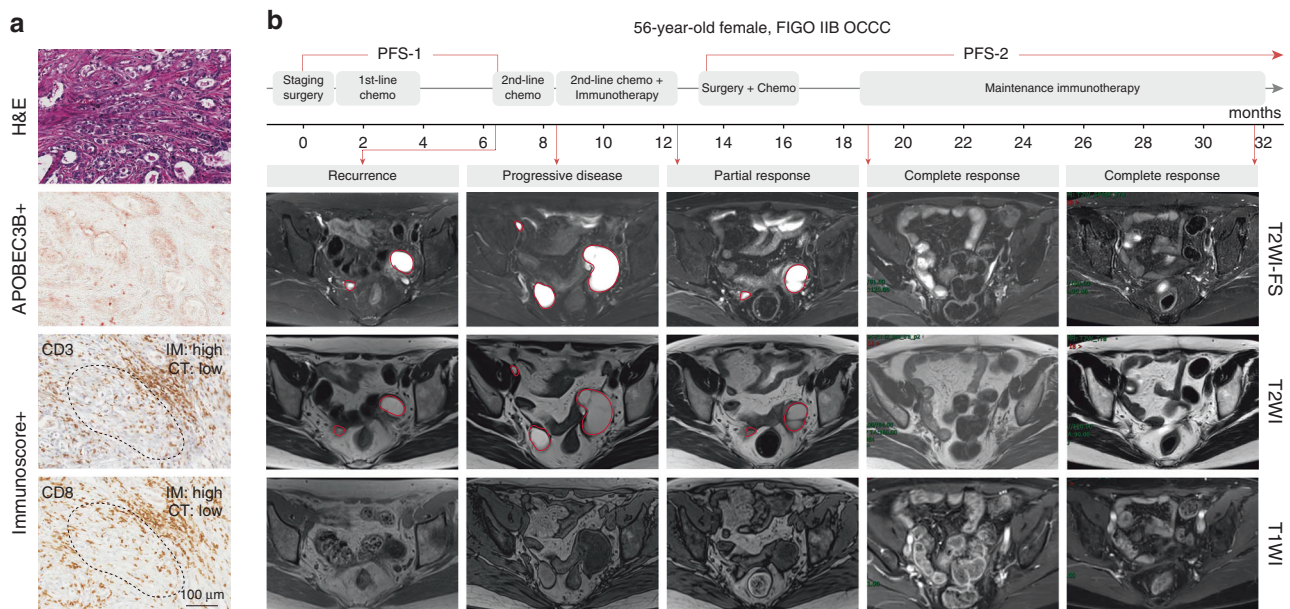 a
H&E
APOBEC3B+
Immunoscore+
CD3
IM: high
CT: low
CD8
IM: high
CT: low
100 μm
b
56-year-old female, FIGO IIB OCCC
PFS-1
PFS-2
Staging
surgery
1st-line
chemo
2nd-line
chemo
2nd-line chemo +
Immunotherapy
Surgery + Chemo
Maintenance immunotherapy
months
0 2 4 6 8 10 12 14 16 18 20 22 24 26 28 30 32
Recurrence
Progressive disease
Partial response
Complete response
Complete response
T2WI-FS
T2WI
T1WI